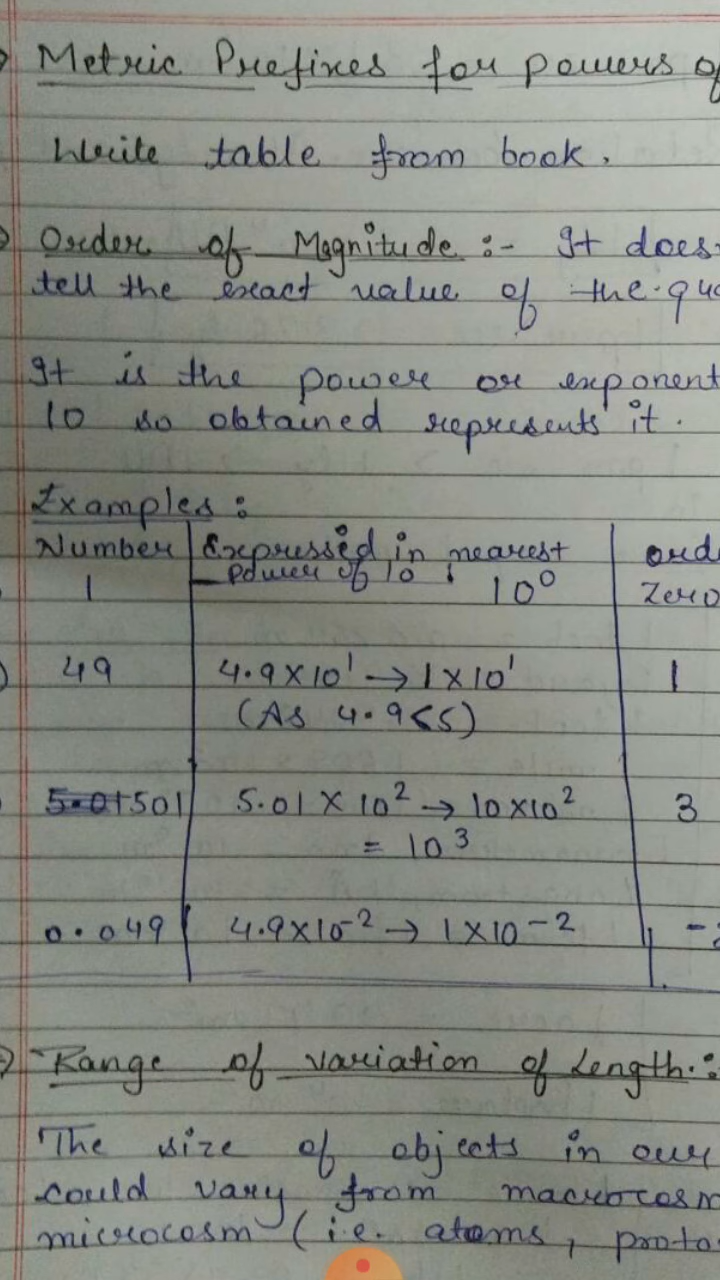 Metric Prefixes for powers of
Write table from book.
Order of Magnitude :- It does
tell the exact value of the
It is the power or exponent
10 so obtained represents it.
Examples :
Number Expressed in nearest
power of 10
1 10⁰ Zero
49 4.9×10¹ → 1×10¹ 1
(As 4.9<5)
501 5.01 × 10² → 10×10² 3
= 10³
0.049 4.9×10⁻² → 1×10⁻²
Range of variation of Length :
The size of objects in our
could vary from
microcosm (i.e. atoms,